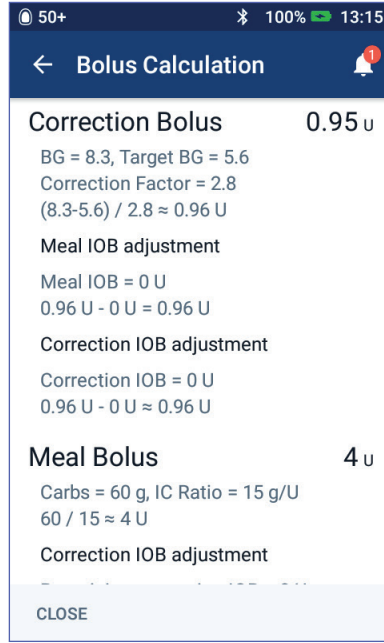 50+ 100% 13:15
← Bolus Calculation 1
Correction Bolus 0.95 U
BG = 8.3, Target BG = 5.6
Correction Factor = 2.8
(8.3-5.6) / 2.8 ≈ 0.96 U
Meal IOB adjustment
Meal IOB = 0 U
0.96 U - 0 U = 0.96 U
Correction IOB adjustment
Correction IOB = 0 U
0.96 U - 0 U ≈ 0.96 U
Meal Bolus 4 U
Carbs = 60 g, IC Ratio = 15 g/U
60 / 15 ≈ 4 U
Correction IOB adjustment
CLOSE